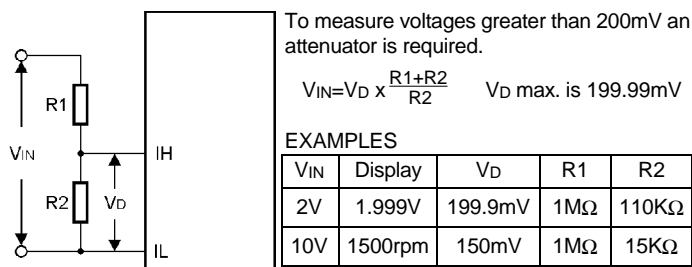 To measure voltages greater than 200mV an
attenuator is required.
VIN=VD x R1+R2
R2
VD max. is 199.99mV
R1
VIN
IH
R2
VD
IL
EXAMPLES
VIN Display VD R1 R2
2V 1.999V 199.9mV 1MΩ 110KΩ
10V 1500rpm 150mV 1MΩ 15KΩ